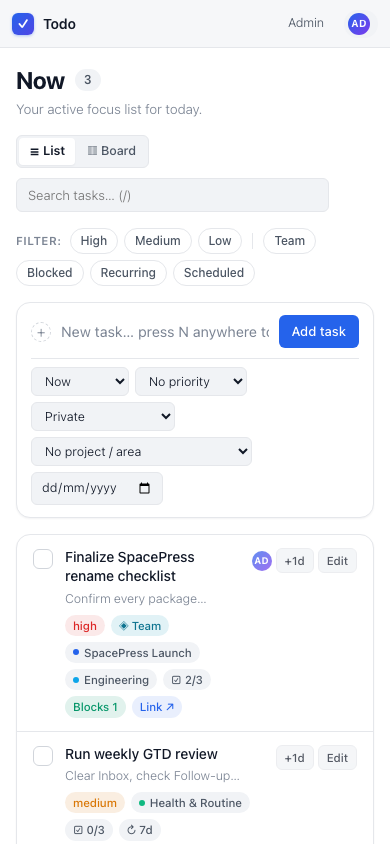 Todo Admin AD
Now 3
Your active focus list for today.
List Board
Search tasks... (/)
FILTER: High Medium Low Team
Blocked Recurring Scheduled
New task... press N anywhere to Add task
Now No priority
Private
No project / area
dd/mm/yyyy
Finalize SpacePress AD +1d Edit
rename checklist
Confirm every package...
high ◈ Team
SpacePress Launch
Engineering ☑ 2/3
Blocks 1 Link ↗
Run weekly GTD review +1d Edit
Clear Inbox, check Follow-up...
medium Health & Routine
☑ 0/3 ↻ 7d